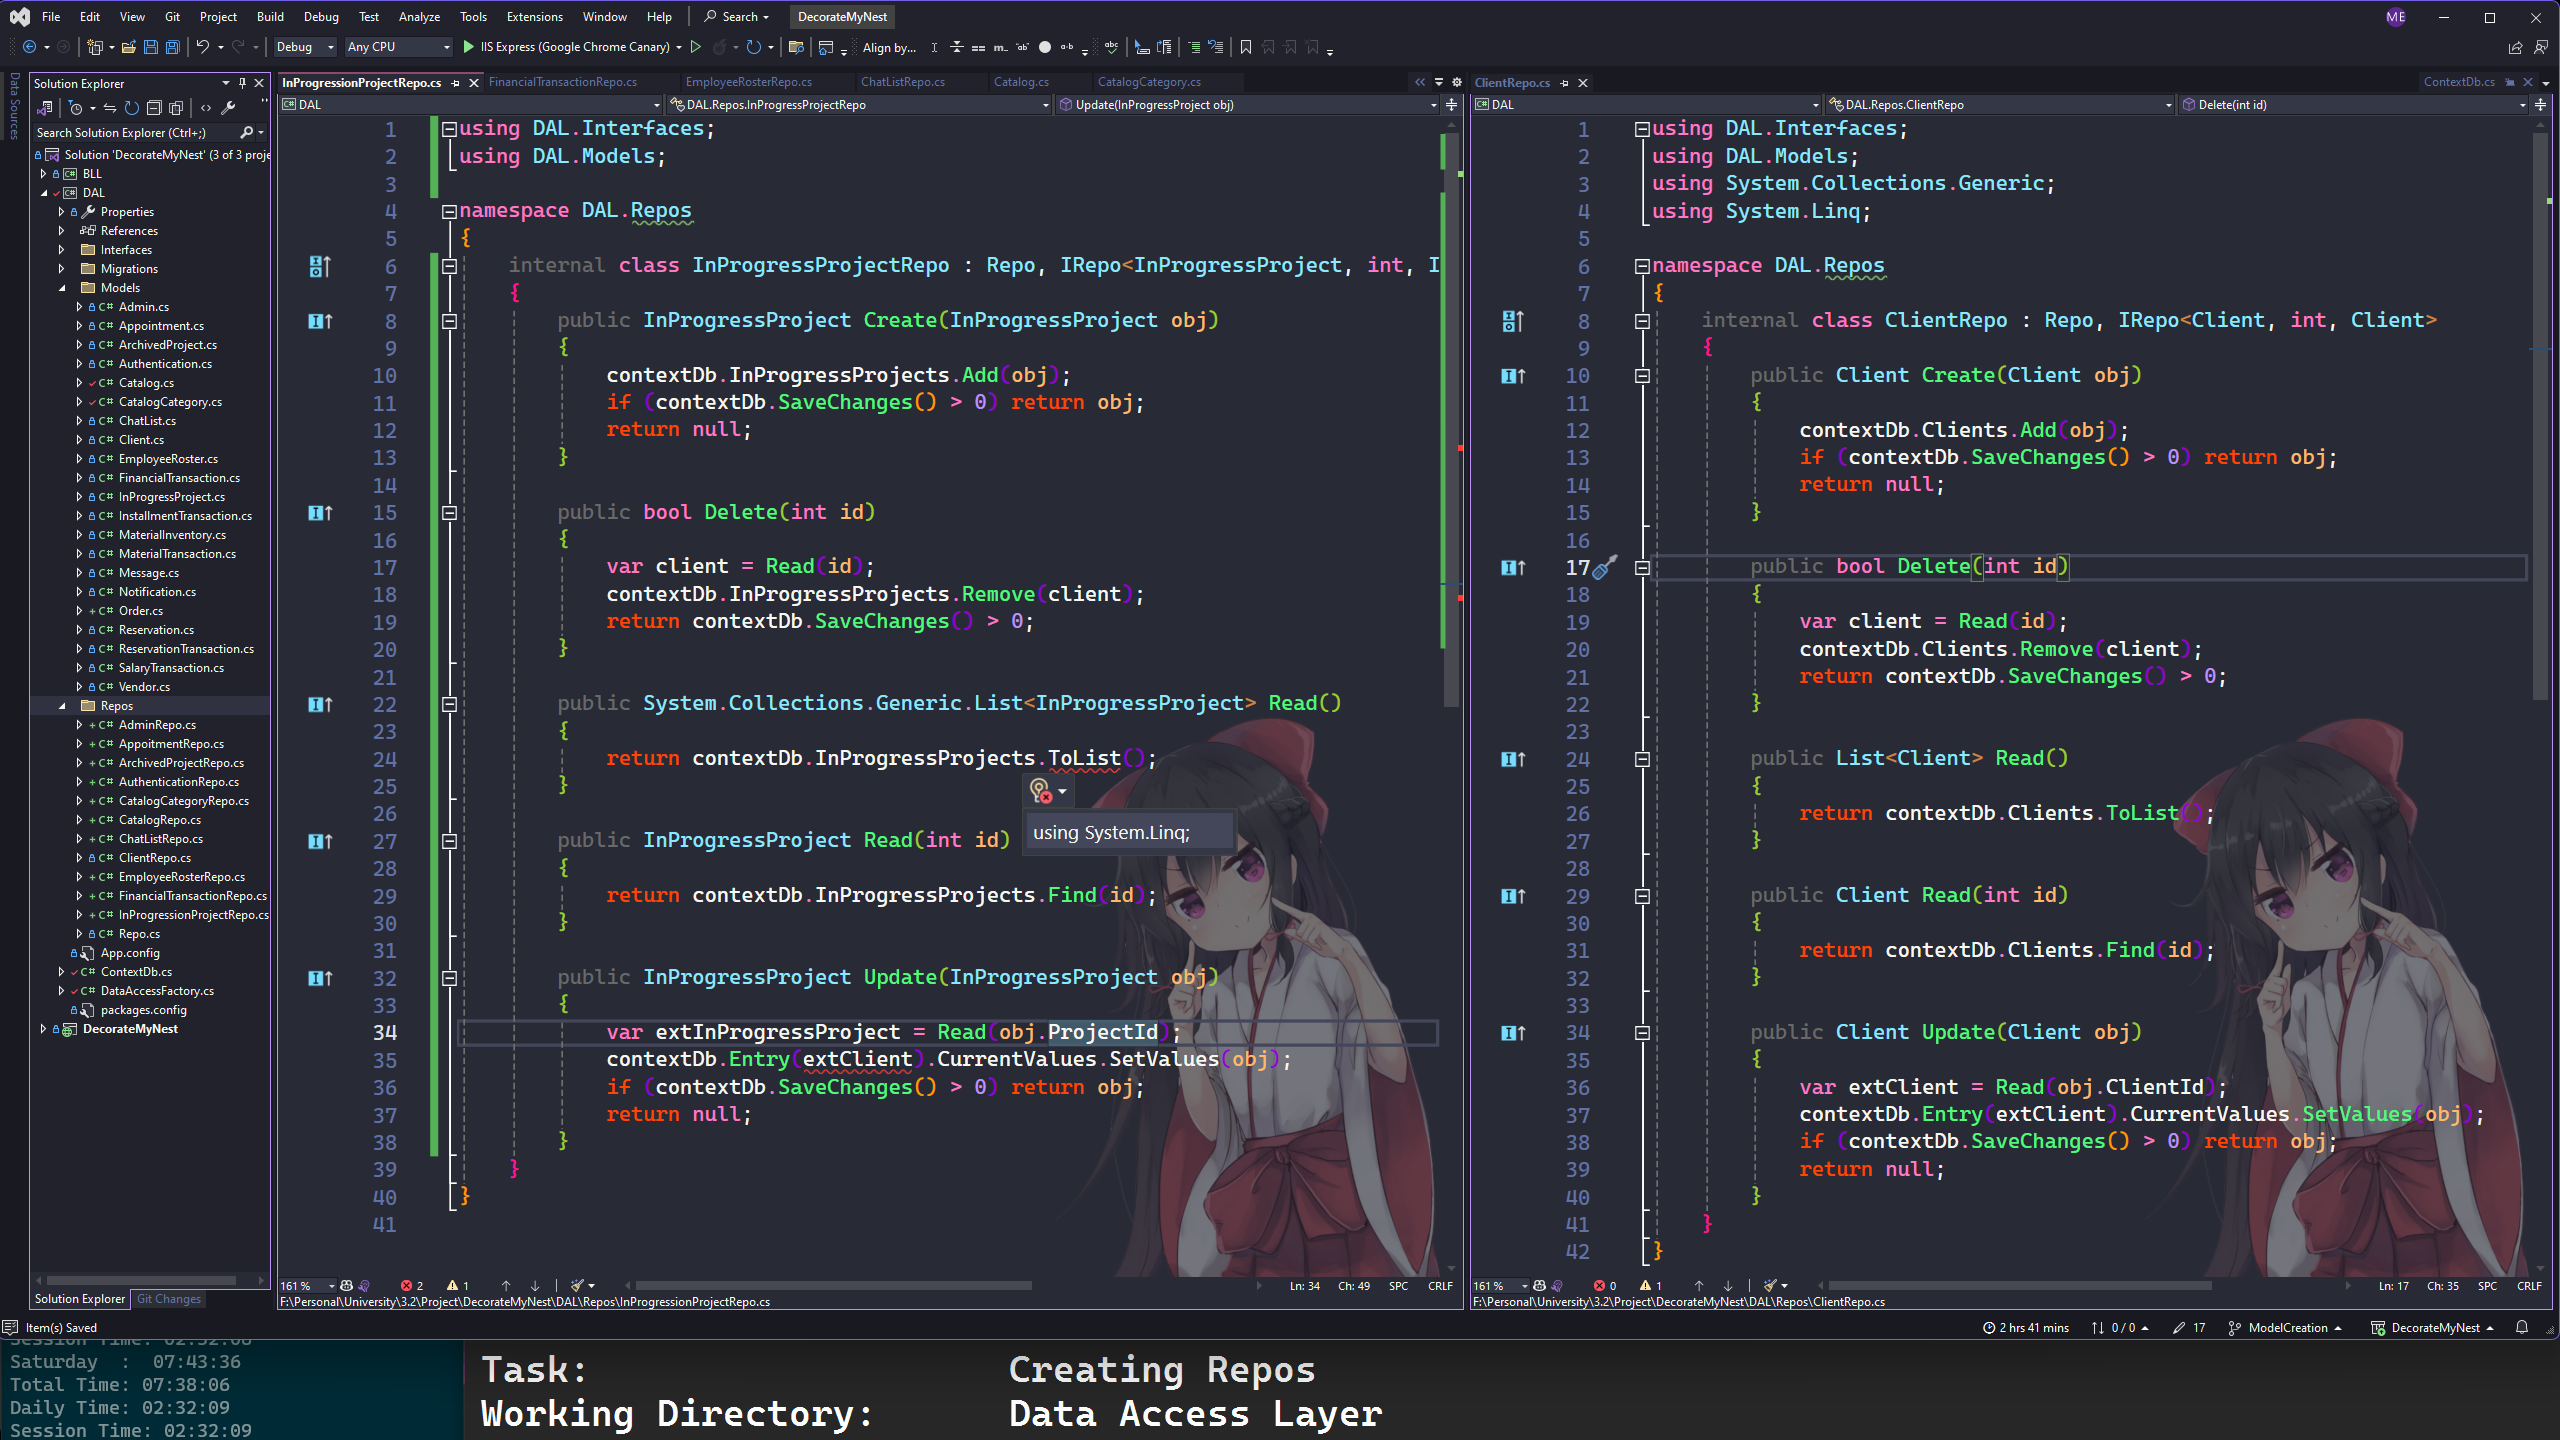 File Edit View Git Project Build Debug Test Analyze Tools Extensions Window Help Search DecorateMyNest ME
Debug Any CPU IIS Express (Google Chrome Canary) Align by...
Data Sources
Solution Explorer
Search Solution Explorer (Ctrl+;)
Solution 'DecorateMyNest' (3 of 3 proje
BLL
DAL
Properties
References
Interfaces
Migrations
Models
C# Admin.cs
C# Appointment.cs
C# ArchivedProject.cs
C# Authentication.cs
C# Catalog.cs
C# CatalogCategory.cs
C# ChatList.cs
C# Client.cs
C# EmployeeRoster.cs
C# FinancialTransaction.cs
C# InProgressProject.cs
C# InstallmentTransaction.cs
C# MaterialInventory.cs
C# MaterialTransaction.cs
C# Message.cs
C# Notification.cs
C# Order.cs
C# Reservation.cs
C# ReservationTransaction.cs
C# SalaryTransaction.cs
C# Vendor.cs
Repos
C# AdminRepo.cs
C# AppoitmentRepo.cs
C# ArchivedProjectRepo.cs
C# AuthenticationRepo.cs
C# CatalogCategoryRepo.cs
C# CatalogRepo.cs
C# ChatListRepo.cs
C# ClientRepo.cs
C# EmployeeRosterRepo.cs
C# FinancialTransactionRepo.cs
C# InProgressionProjectRepo.cs
C# Repo.cs
App.config
C# ContextDb.cs
C# DataAccessFactory.cs
packages.config
DecorateMyNest
Solution Explorer Git Changes
InProgressionProjectRepo.cs FinancialTransactionRepo.cs EmployeeRosterRepo.cs ChatListRepo.cs Catalog.cs CatalogCategory.cs
DAL DAL.Repos.InProgressProjectRepo Update(InProgressProject obj)
1 using DAL.Interfaces;
2 using DAL.Models;
3
4 namespace DAL.Repos
5 {
6 internal class InProgressProjectRepo : Repo, IRepo<InProgressProject, int, I
7 {
8 public InProgressProject Create(InProgressProject obj)
9 {
10 contextDb.InProgressProjects.Add(obj);
11 if (contextDb.SaveChanges() > 0) return obj;
12 return null;
13 }
14
15 public bool Delete(int id)
16 {
17 var client = Read(id);
18 contextDb.InProgressProjects.Remove(client);
19 return contextDb.SaveChanges() > 0;
20 }
21
22 public System.Collections.Generic.List<InProgressProject> Read()
23 {
24 return contextDb.InProgressProjects.ToList();
25 }
using System.Linq;
26
27 public InProgressProject Read(int id)
28 {
29 return contextDb.InProgressProjects.Find(id);
30 }
31
32 public InProgressProject Update(InProgressProject obj)
33 {
34 var extInProgressProject = Read(obj.ProjectId);
35 contextDb.Entry(extClient).CurrentValues.SetValues(obj);
36 if (contextDb.SaveChanges() > 0) return obj;
37 return null;
38 }
39 }
40 }
41
161 % 2 1 Ln: 34 Ch: 49 SPC CRLF
F:\Personal\University\3.2\Project\DecorateMyNest\DAL\Repos\InProgressionProjectRepo.cs
ClientRepo.cs ContextDb.cs
DAL DAL.Repos.ClientRepo Delete(int id)
1 using DAL.Interfaces;
2 using DAL.Models;
3 using System.Collections.Generic;
4 using System.Linq;
5
6 namespace DAL.Repos
7 {
8 internal class ClientRepo : Repo, IRepo<Client, int, Client>
9 {
10 public Client Create(Client obj)
11 {
12 contextDb.Clients.Add(obj);
13 if (contextDb.SaveChanges() > 0) return obj;
14 return null;
15 }
16
17 public bool Delete(int id)
18 {
19 var client = Read(id);
20 contextDb.Clients.Remove(client);
21 return contextDb.SaveChanges() > 0;
22 }
23
24 public List<Client> Read()
25 {
26 return contextDb.Clients.ToList();
27 }
28
29 public Client Read(int id)
30 {
31 return contextDb.Clients.Find(id);
32 }
33
34 public Client Update(Client obj)
35 {
36 var extClient = Read(obj.ClientId);
37 contextDb.Entry(extClient).CurrentValues.SetValues(obj);
38 if (contextDb.SaveChanges() > 0) return obj;
39 return null;
40 }
41 }
42 }
161 % 0 1 Ln: 17 Ch: 35 SPC CRLF
F:\Personal\University\3.2\Project\DecorateMyNest\DAL\Repos\ClientRepo.cs
Item(s) Saved 2 hrs 41 mins 0 / 0 17 ModelCreation DecorateMyNest
Session Time: 02:32:08
Saturday : 07:43:36
Total Time: 07:38:06
Daily Time: 02:32:09
Session Time: 02:32:09
Task: Creating Repos
Working Directory: Data Access Layer